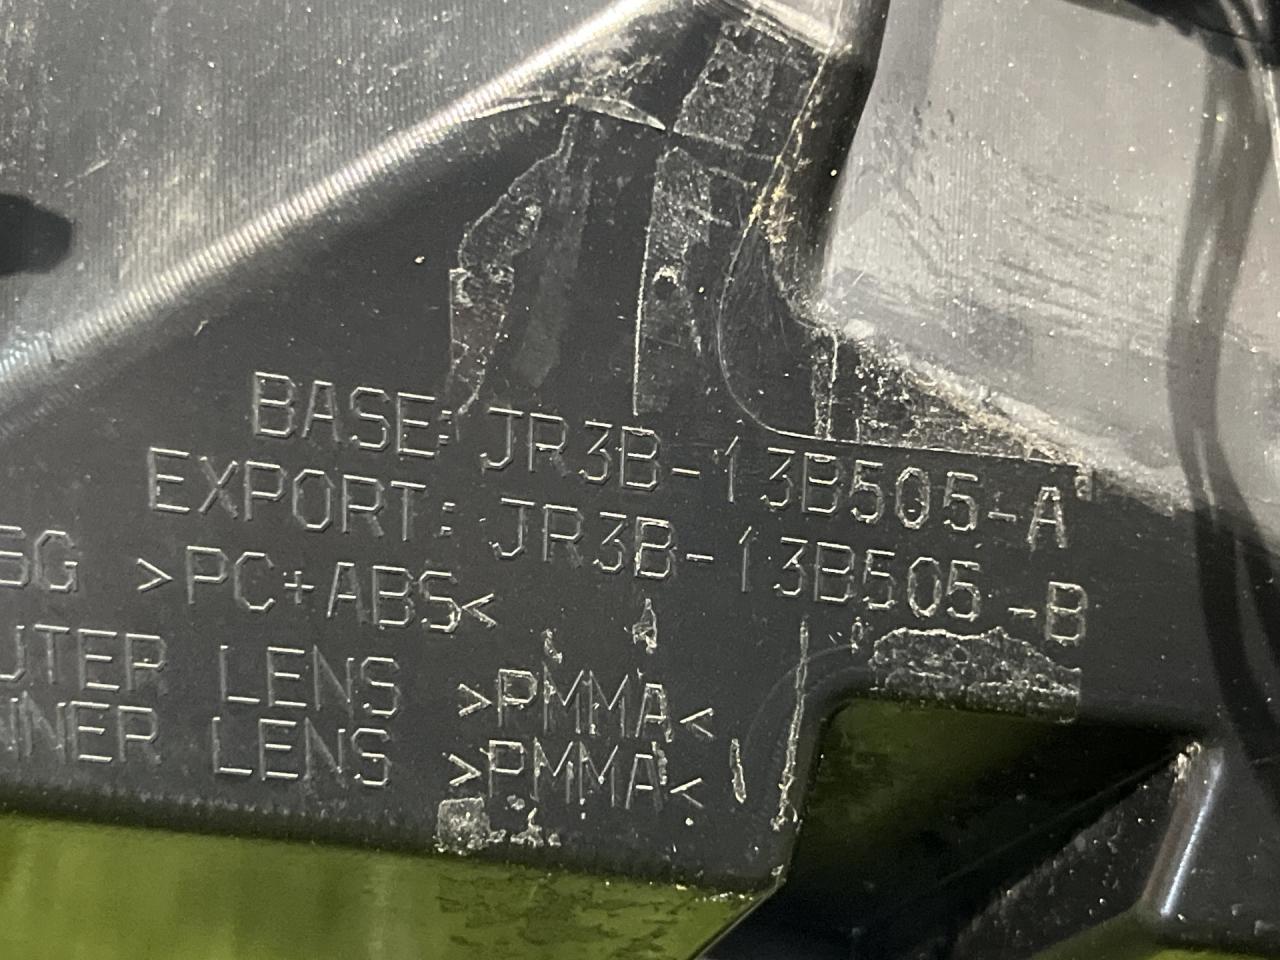 BASE: JR3B-13B505-A
EXPORT: JR3B-13B505-B
>PC+ABS<
LENS >PMMA<
LENS >PMMA<